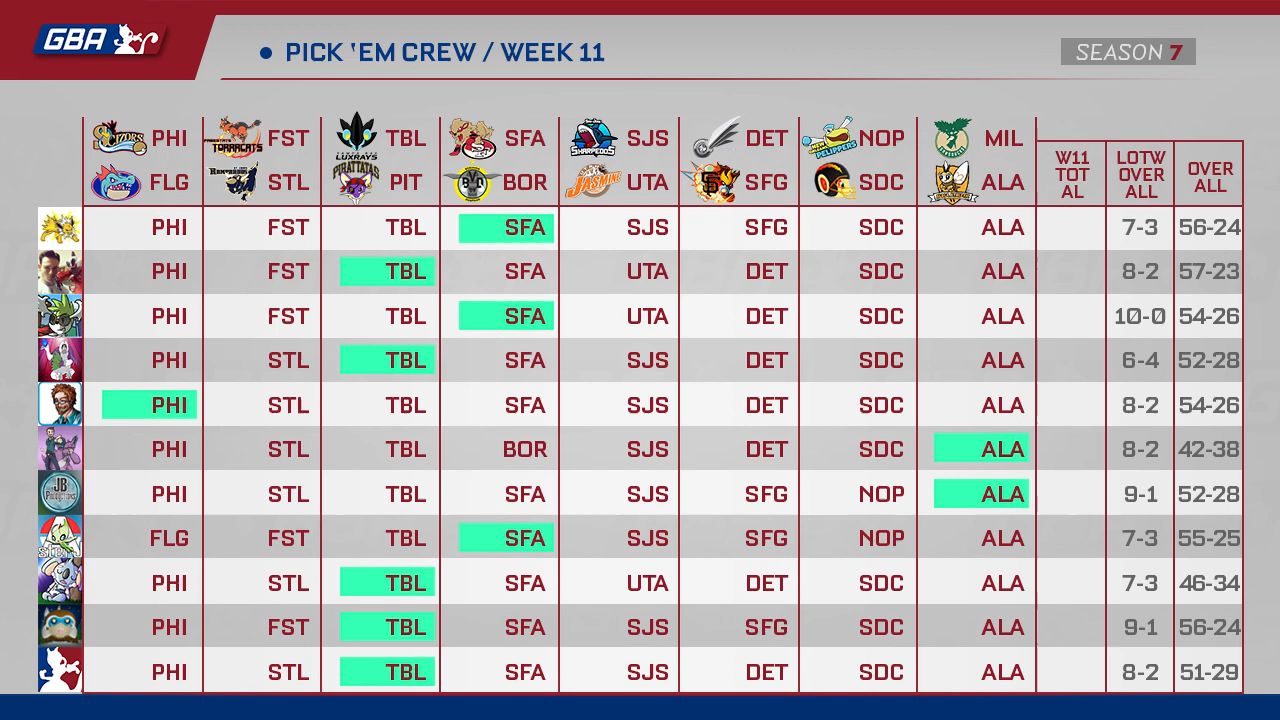 GBA
PICK 'EM CREW / WEEK 11
SEASON 7
PHI FST TBL SFA SJS DET NOP MIL
FLG STL PIT BOR UTA SFG SDC ALA
W11 TOT AL
LOTW OVER ALL
OVER ALL
PHI FST TBL SFA SJS SFG SDC ALA 7-3 56-24
PHI FST TBL SFA UTA DET SDC ALA 8-2 57-23
PHI FST TBL SFA UTA DET SDC ALA 10-0 54-26
PHI STL TBL SFA SJS DET SDC ALA 6-4 52-28
PHI STL TBL SFA SJS DET SDC ALA 8-2 54-26
PHI STL TBL BOR SJS DET SDC ALA 8-2 42-38
JB PRODUCTIONS
PHI STL TBL SFA SJS SFG NOP ALA 9-1 52-28
FLG FST TBL SFA SJS SFG NOP ALA 7-3 55-25
PHI STL TBL SFA UTA DET SDC ALA 7-3 46-34
PHI FST TBL SFA SJS SFG SDC ALA 9-1 56-24
PHI STL TBL SFA SJS DET SDC ALA 8-2 51-29